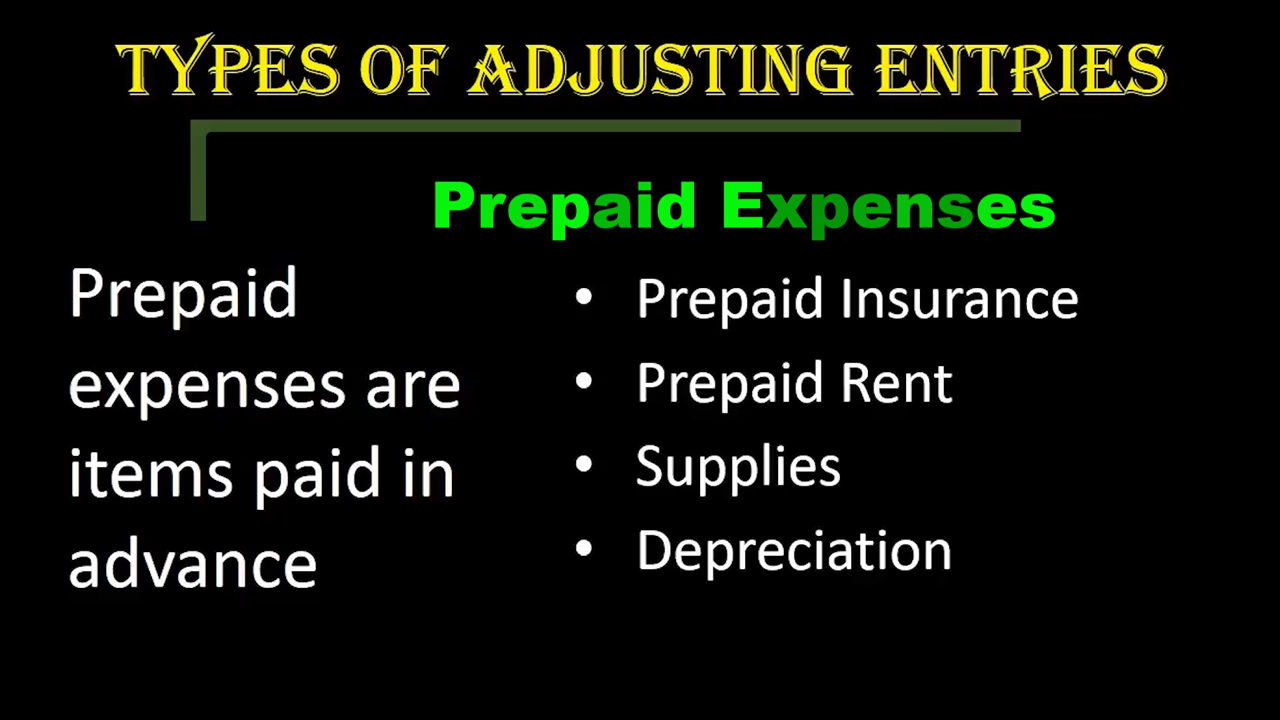 TYPES OF ADJUSTING ENTRIES
Prepaid Expenses
Prepaid
expenses are
items paid in
advance
• Prepaid Insurance
• Prepaid Rent
• Supplies
• Depreciation